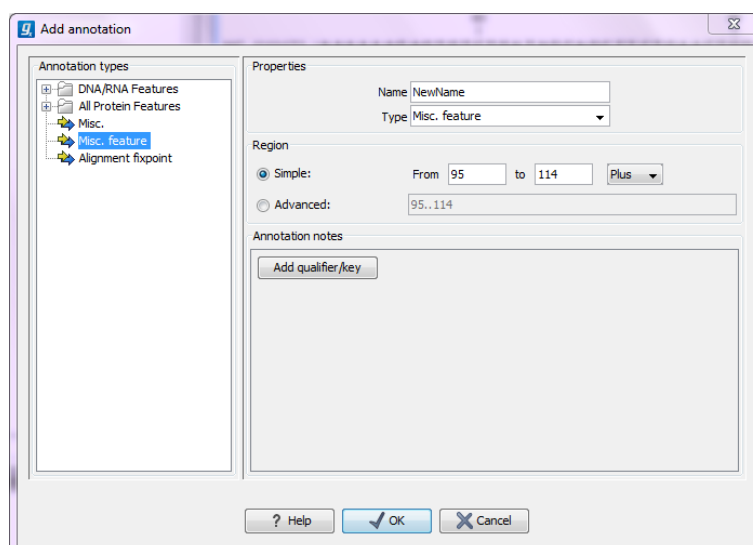 Add annotation
Annotation types
DNA/RNA Features
All Protein Features
Misc.
Misc. feature
Alignment fixpoint
Properties
Name NewName
Type Misc. feature
Region
Simple: From 95 to 114 Plus
Advanced: 95..114
Annotation notes
Add qualifier/key
? Help OK Cancel